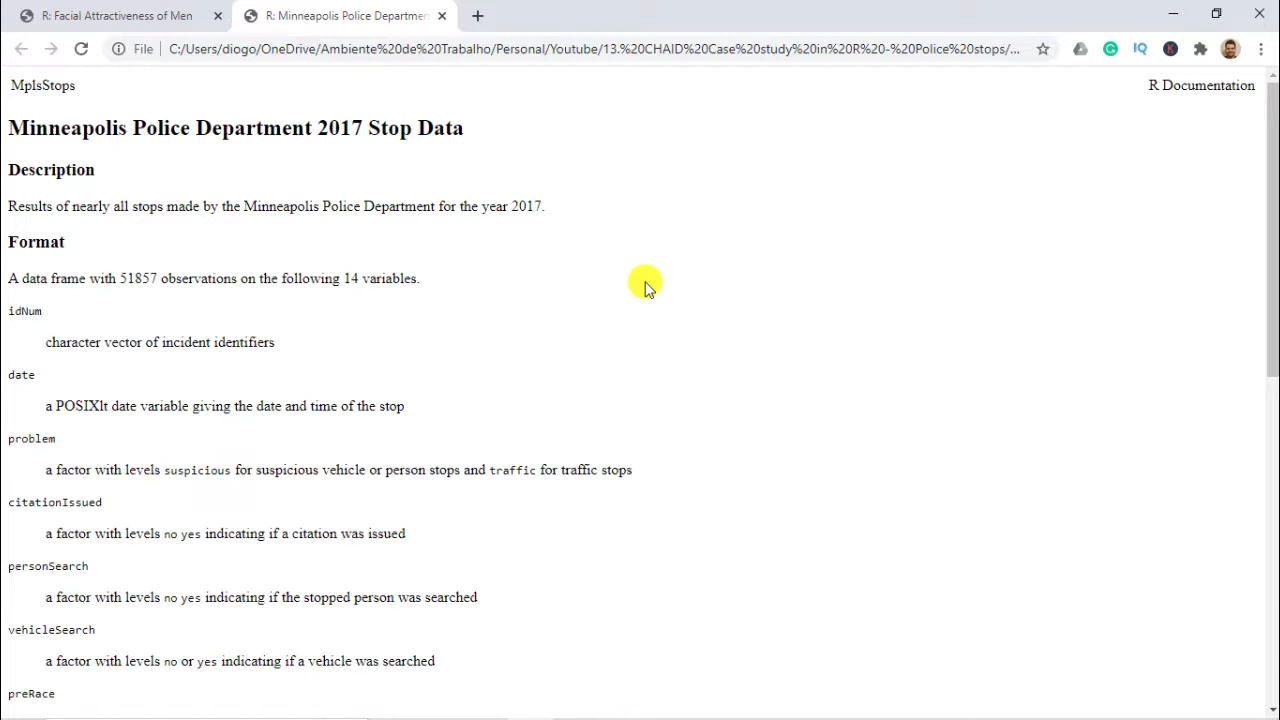 R: Facial Attractiveness of Men
R: Minneapolis Police Departmen
File
C:/Users/diogo/OneDrive/Ambiente%20de%20Trabalho/Personal/Youtube/13.%20CHAID%20Case%20study%20in%20R%20-%20Police%20stops/...
IQ
K
MplsStops
R Documentation
Minneapolis Police Department 2017 Stop Data
Description
Results of nearly all stops made by the Minneapolis Police Department for the year 2017.
Format
A data frame with 51857 observations on the following 14 variables.
idNum
character vector of incident identifiers
date
a POSIXlt date variable giving the date and time of the stop
problem
a factor with levels suspicious for suspicious vehicle or person stops and traffic for traffic stops
citationIssued
a factor with levels no yes indicating if a citation was issued
personSearch
a factor with levels no yes indicating if the stopped person was searched
vehicleSearch
a factor with levels no or yes indicating if a vehicle was searched
preRace